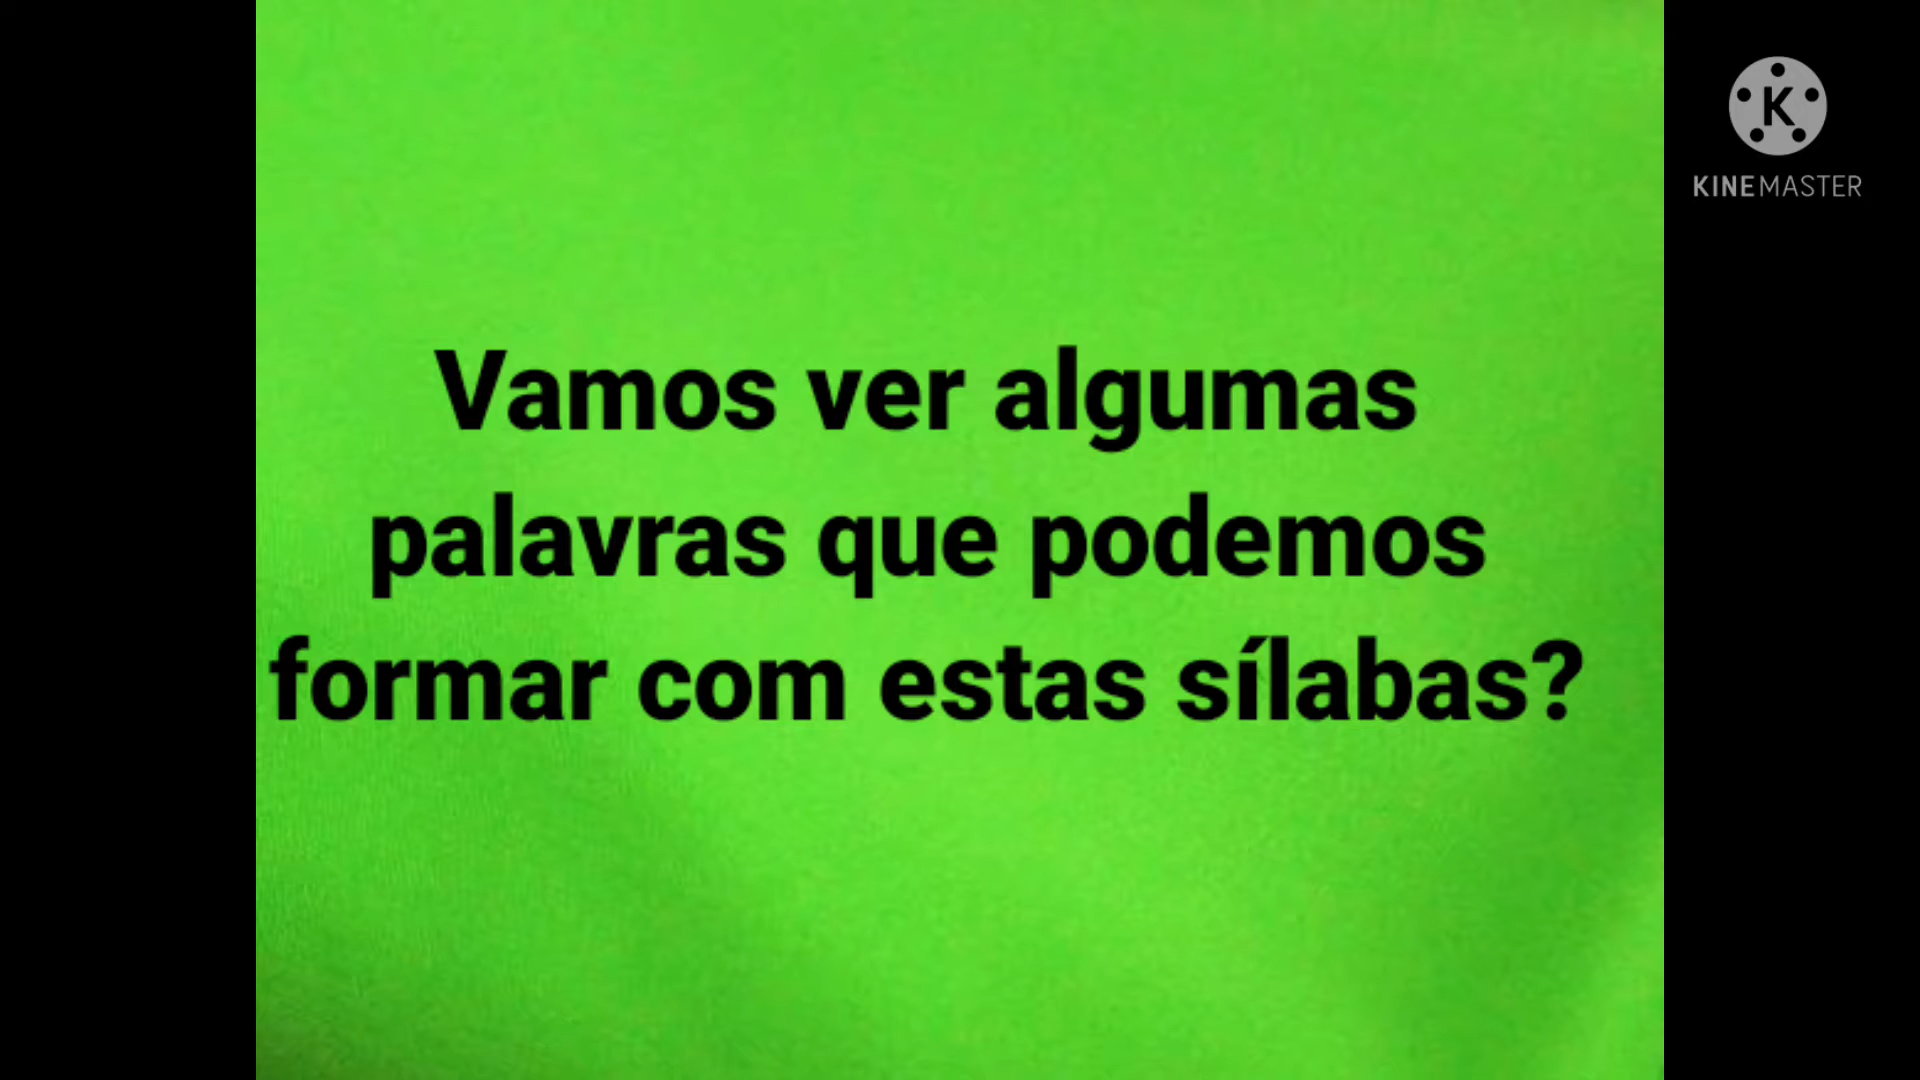 Vamos ver algumas
palavras que podemos
formar com estas sílabas?
K
KINEMASTER